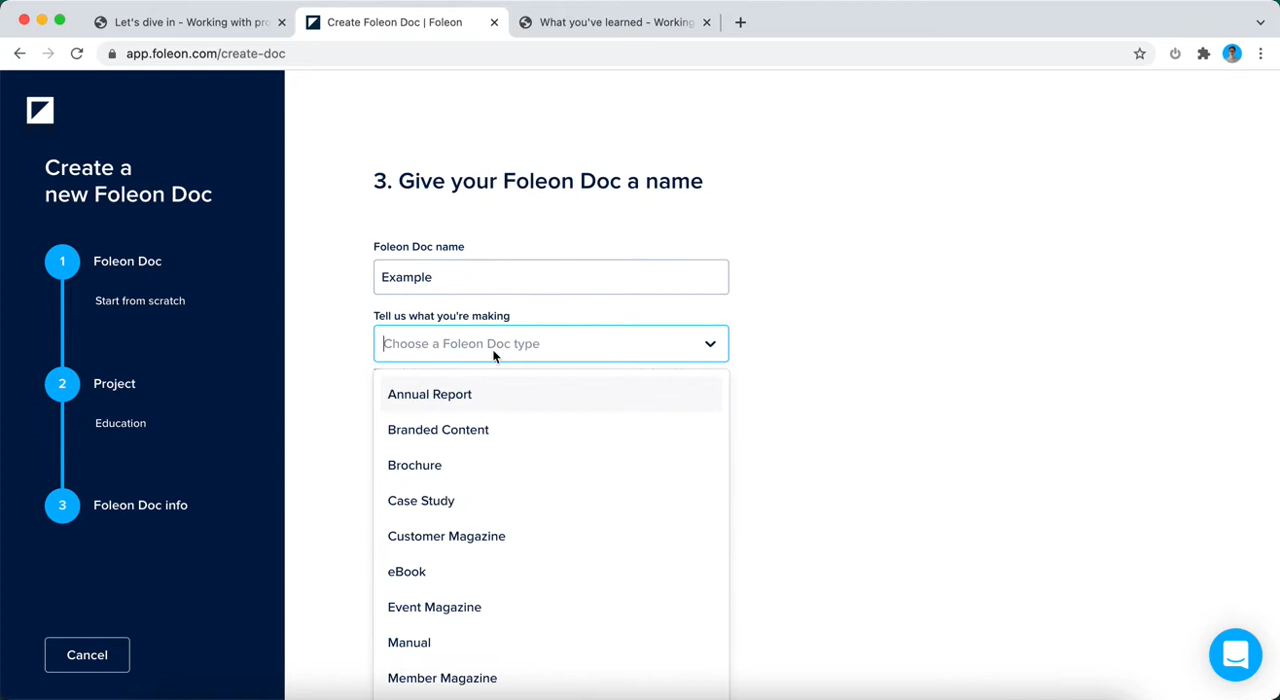 Let's dive in - Working with pro
Create Foleon Doc | Foleon
What you've learned - Working
app.foleon.com/create-doc
Create a
new Foleon Doc
1 Foleon Doc
Start from scratch
2 Project
Education
3 Foleon Doc info
Cancel
3. Give your Foleon Doc a name
Foleon Doc name
Example
Tell us what you're making
Choose a Foleon Doc type
Annual Report
Branded Content
Brochure
Case Study
Customer Magazine
eBook
Event Magazine
Manual
Member Magazine